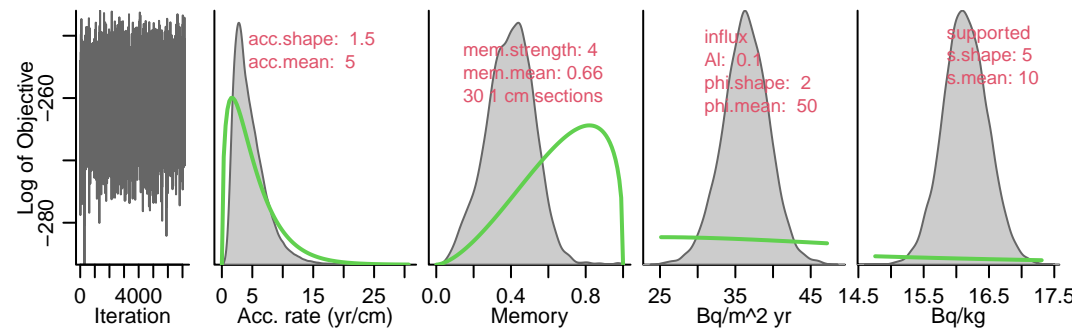 Log of Objective
−260
−280
0
4000
Iteration
acc.shape: 1.5
acc.mean: 5
0
5
15
25
Acc. rate (yr/cm)
mem.strength: 4
mem.mean: 0.66
30 1 cm sections
0.0
0.4
0.8
Memory
influx
Al: 0.1
phi.shape: 2
phi.mean: 50
25
35
45
Bq/m^2 yr
supported
s.shape: 5
s.mean: 10
14.5
15.5
16.5
17.5
Bq/kg